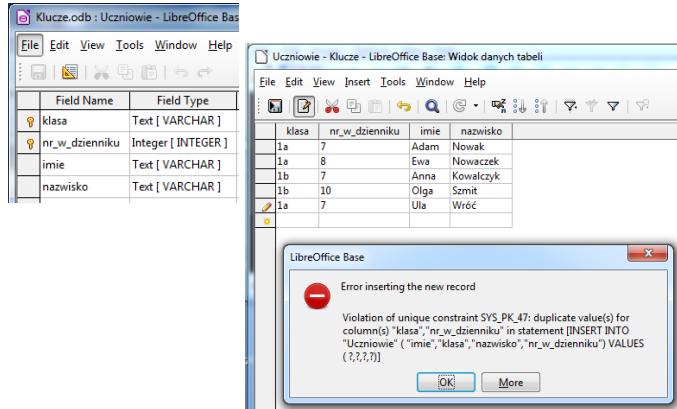 Klucze.odb : Uczniowie - LibreOffice Bas
File Edit View Tools Window Help
Field Name Field Type
klasa Text [ VARCHAR ]
nr_w_dzienniku Integer [ INTEGER ]
imie Text [ VARCHAR ]
nazwisko Text [ VARCHAR ]
Uczniowie - Klucze - LibreOffice Base: Widok danych tabeli
File Edit View Insert Tools Window Help
klasa nr_w_dzienniku imie nazwisko
1a 7 Adam Nowak
1a 8 Ewa Nowaczek
1b 7 Anna Kowalczyk
1b 10 Olga Szmit
1a 7 Ula Wróć
LibreOffice Base
Error inserting the new record
Violation of unique constraint SYS_PK_47: duplicate value(s) for
column(s) "klasa","nr_w_dzienniku" in statement [INSERT INTO
"Uczniowie" ( "imie","klasa","nazwisko","nr_w_dzienniku") VALUES
( ?,?,?,?)]
OK More